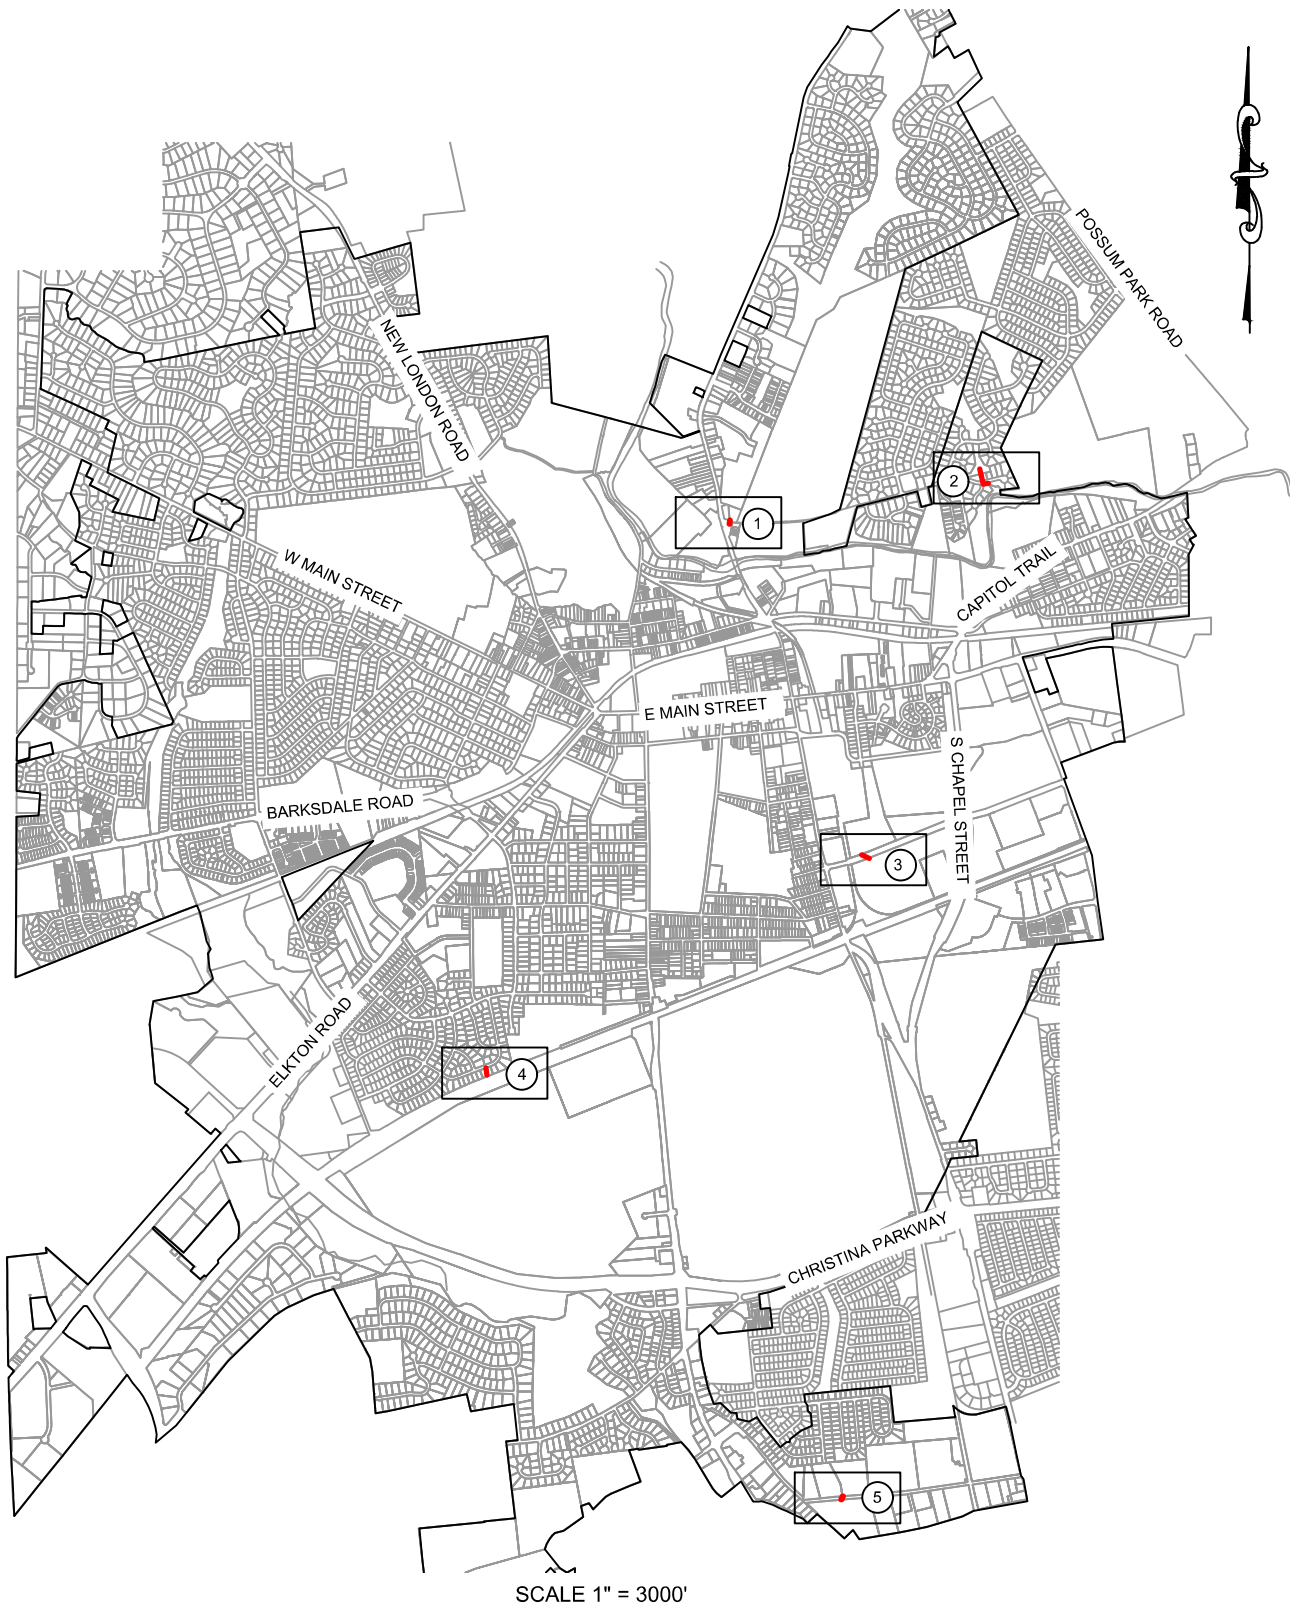 POSSUM PARK ROAD
NEW LONDON ROAD
2
1
W MAIN STREET
CAPITOL TRAIL
E MAIN STREET
S CHAPEL STREET
BARKSDALE ROAD
3
ELKTON ROAD
4
CHRISTINA PARKWAY
5
SCALE 1" = 3000'